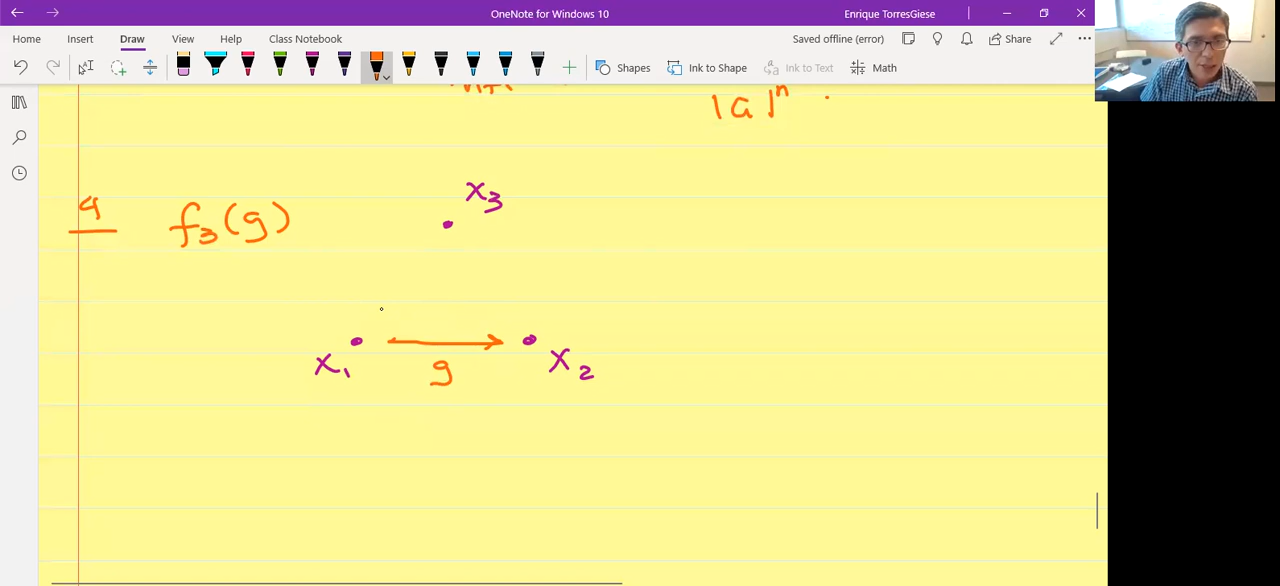 OneNote for Windows 10
Enrique TorresGiese
Home Insert Draw View Help Class Notebook
Saved offline (error)
Share
Shapes
Ink to Shape
Ink to Text
Math
|a|ⁿ
x₃
f₃(g)
x₁
g
x₂